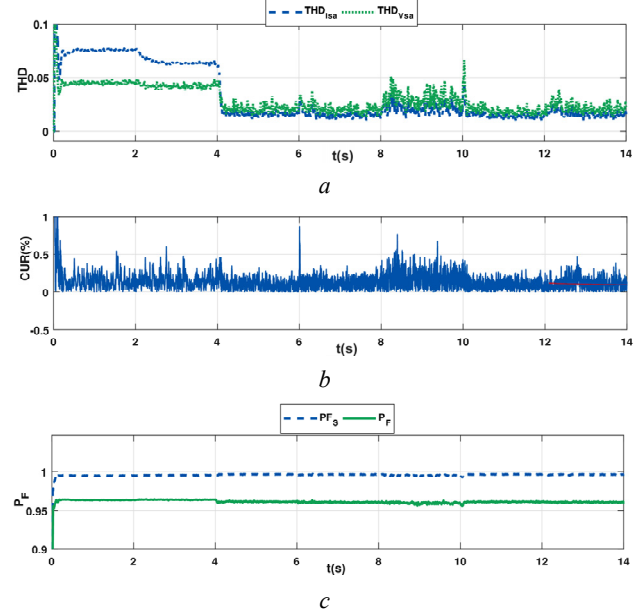 THD_Isa THD_Vsa
0.1
0.05
0
THD
0 2 4 6 8 10 12 14
t(s)
a
1
0.5
0
-0.5
CUR(%)
0 2 4 6 8 10 12 14
t(s)
b
PF_S P_F
1
0.95
0.9
P_F
0 2 4 6 8 10 12 14
t(s)
c